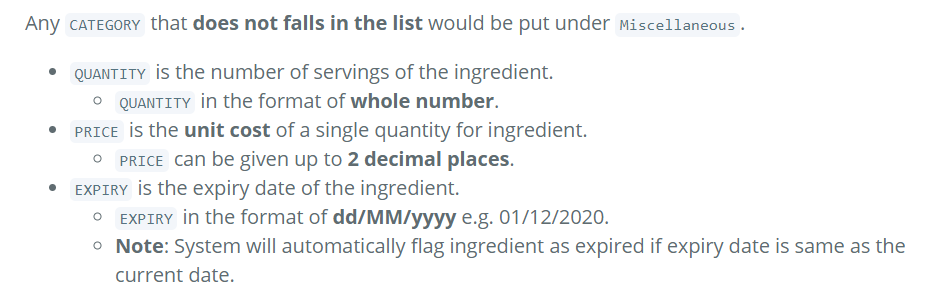 Any CATEGORY that does not falls in the list would be put under Miscellaneous.
QUANTITY is the number of servings of the ingredient.
QUANTITY in the format of whole number.
PRICE is the unit cost of a single quantity for ingredient.
PRICE can be given up to 2 decimal places.
EXPIRY is the expiry date of the ingredient.
EXPIRY in the format of dd/MM/yyyy e.g. 01/12/2020.
Note: System will automatically flag ingredient as expired if expiry date is same as the
current date.